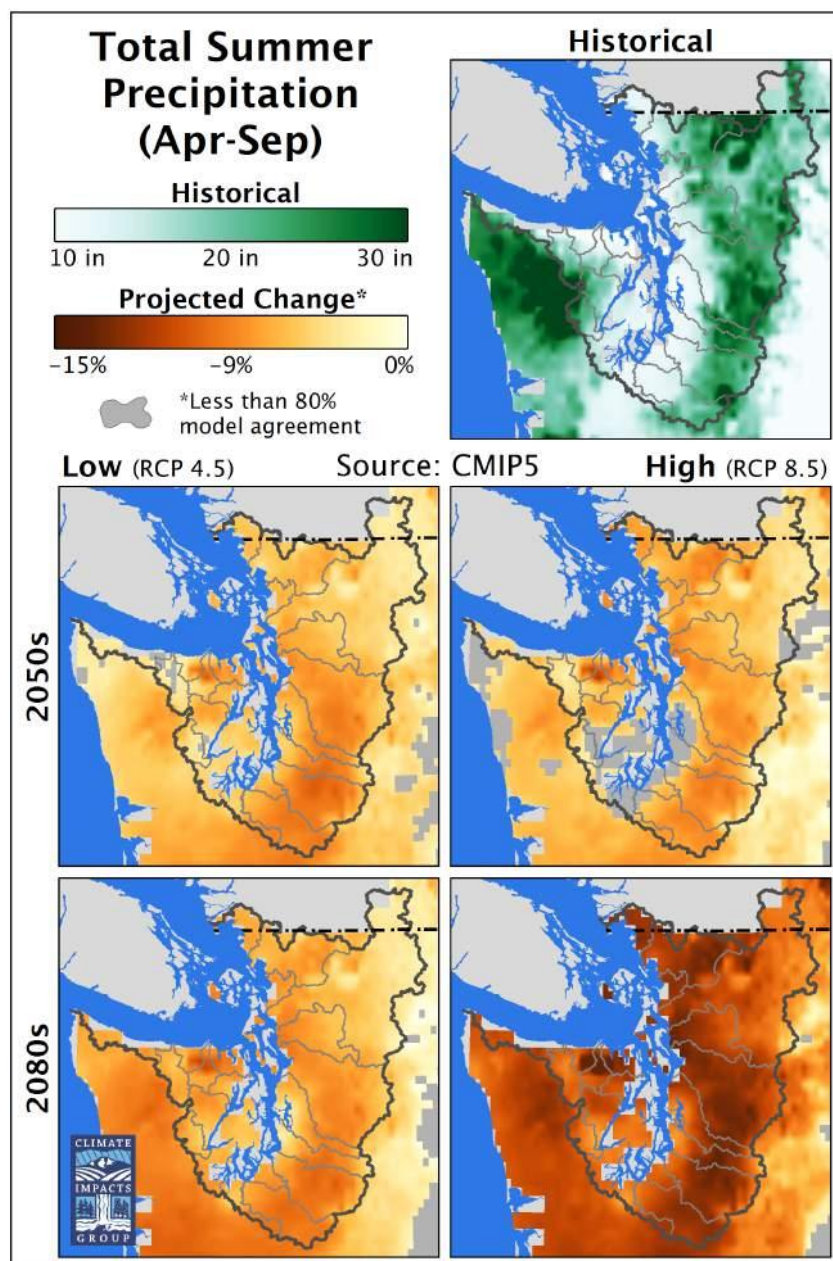 Total Summer
Precipitation
(Apr-Sep)
Historical
10 in 20 in 30 in
Projected Change*
-15% -9% 0%
*Less than 80%
model agreement
Historical
Low (RCP 4.5) Source: CMIP5 High (RCP 8.5)
2050s
2080s
CLIMATE
IMPACTS
GROUP